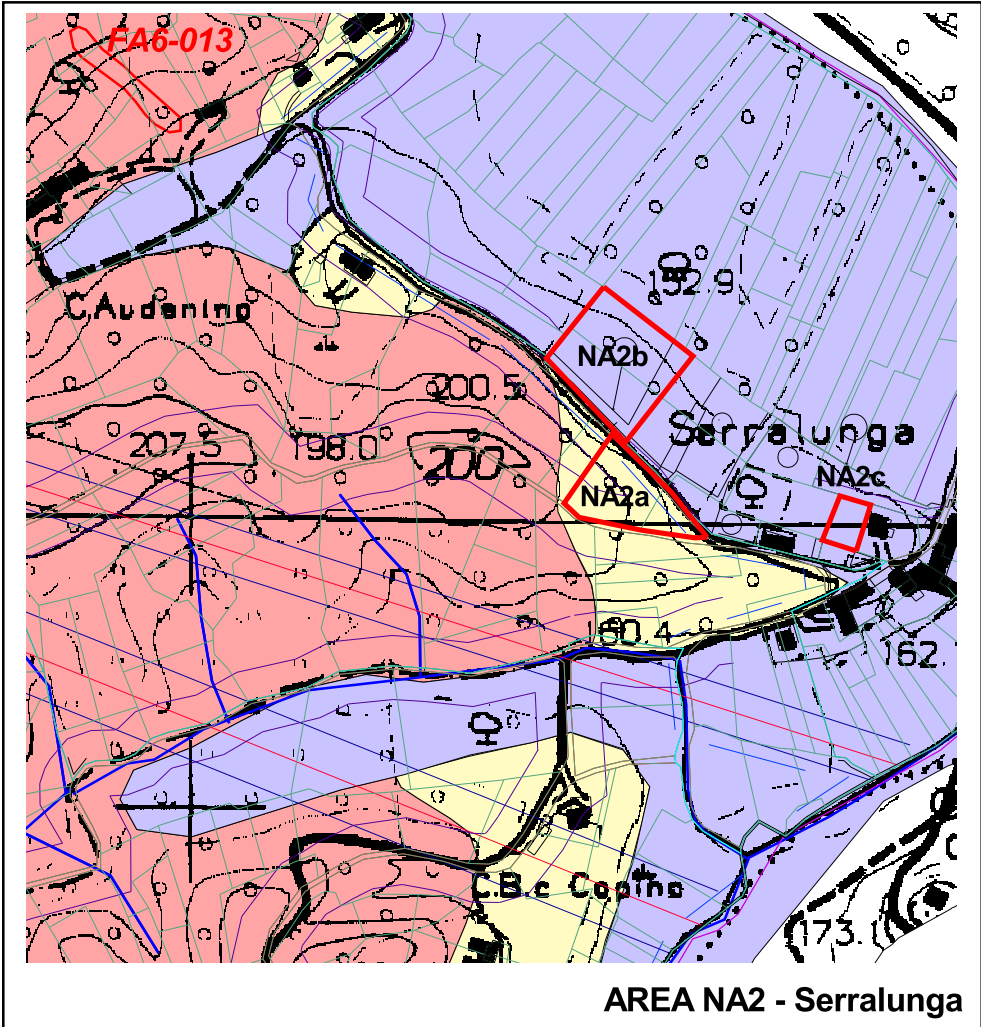 FA6-013
152.9
C.Audenino
NA2b
200.5
Serralunga
207.5
198.0
200
NA2c
NA2a
160.4
162.
C.B.c Copino
173.
AREA NA2 - Serralunga